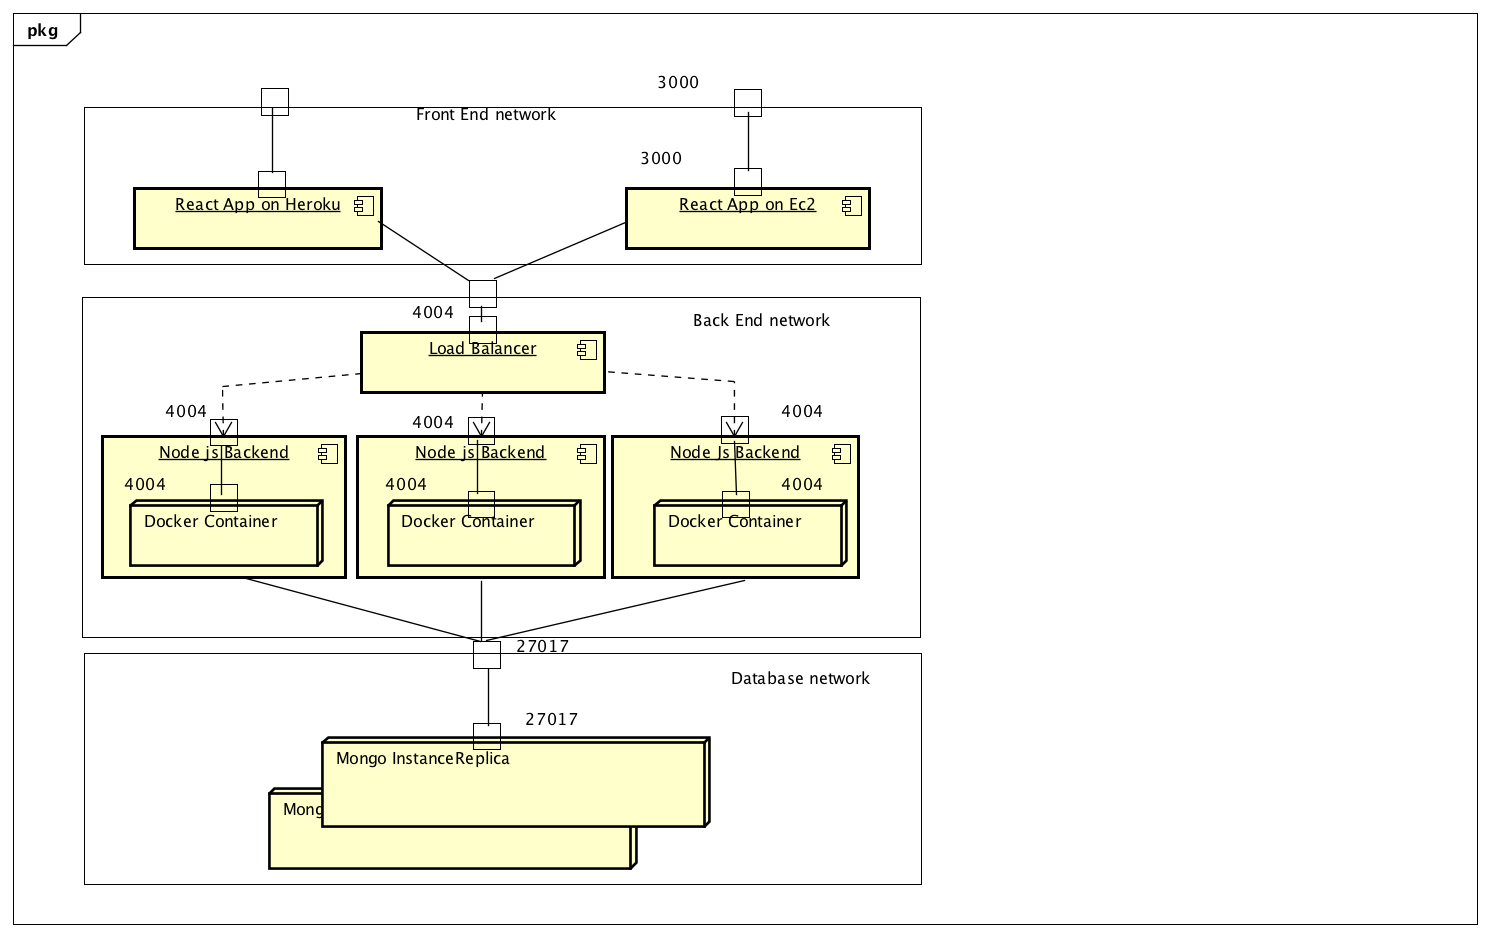 pkg
3000
Front End network
3000
React App on Heroku
React App on Ec2
4004
Back End network
Load Balancer
4004
4004
4004
Node js Backend
Node js Backend
Node Js Backend
4004
4004
4004
Docker Container
Docker Container
Docker Container
27017
Database network
27017
Mongo InstanceReplica
Mong